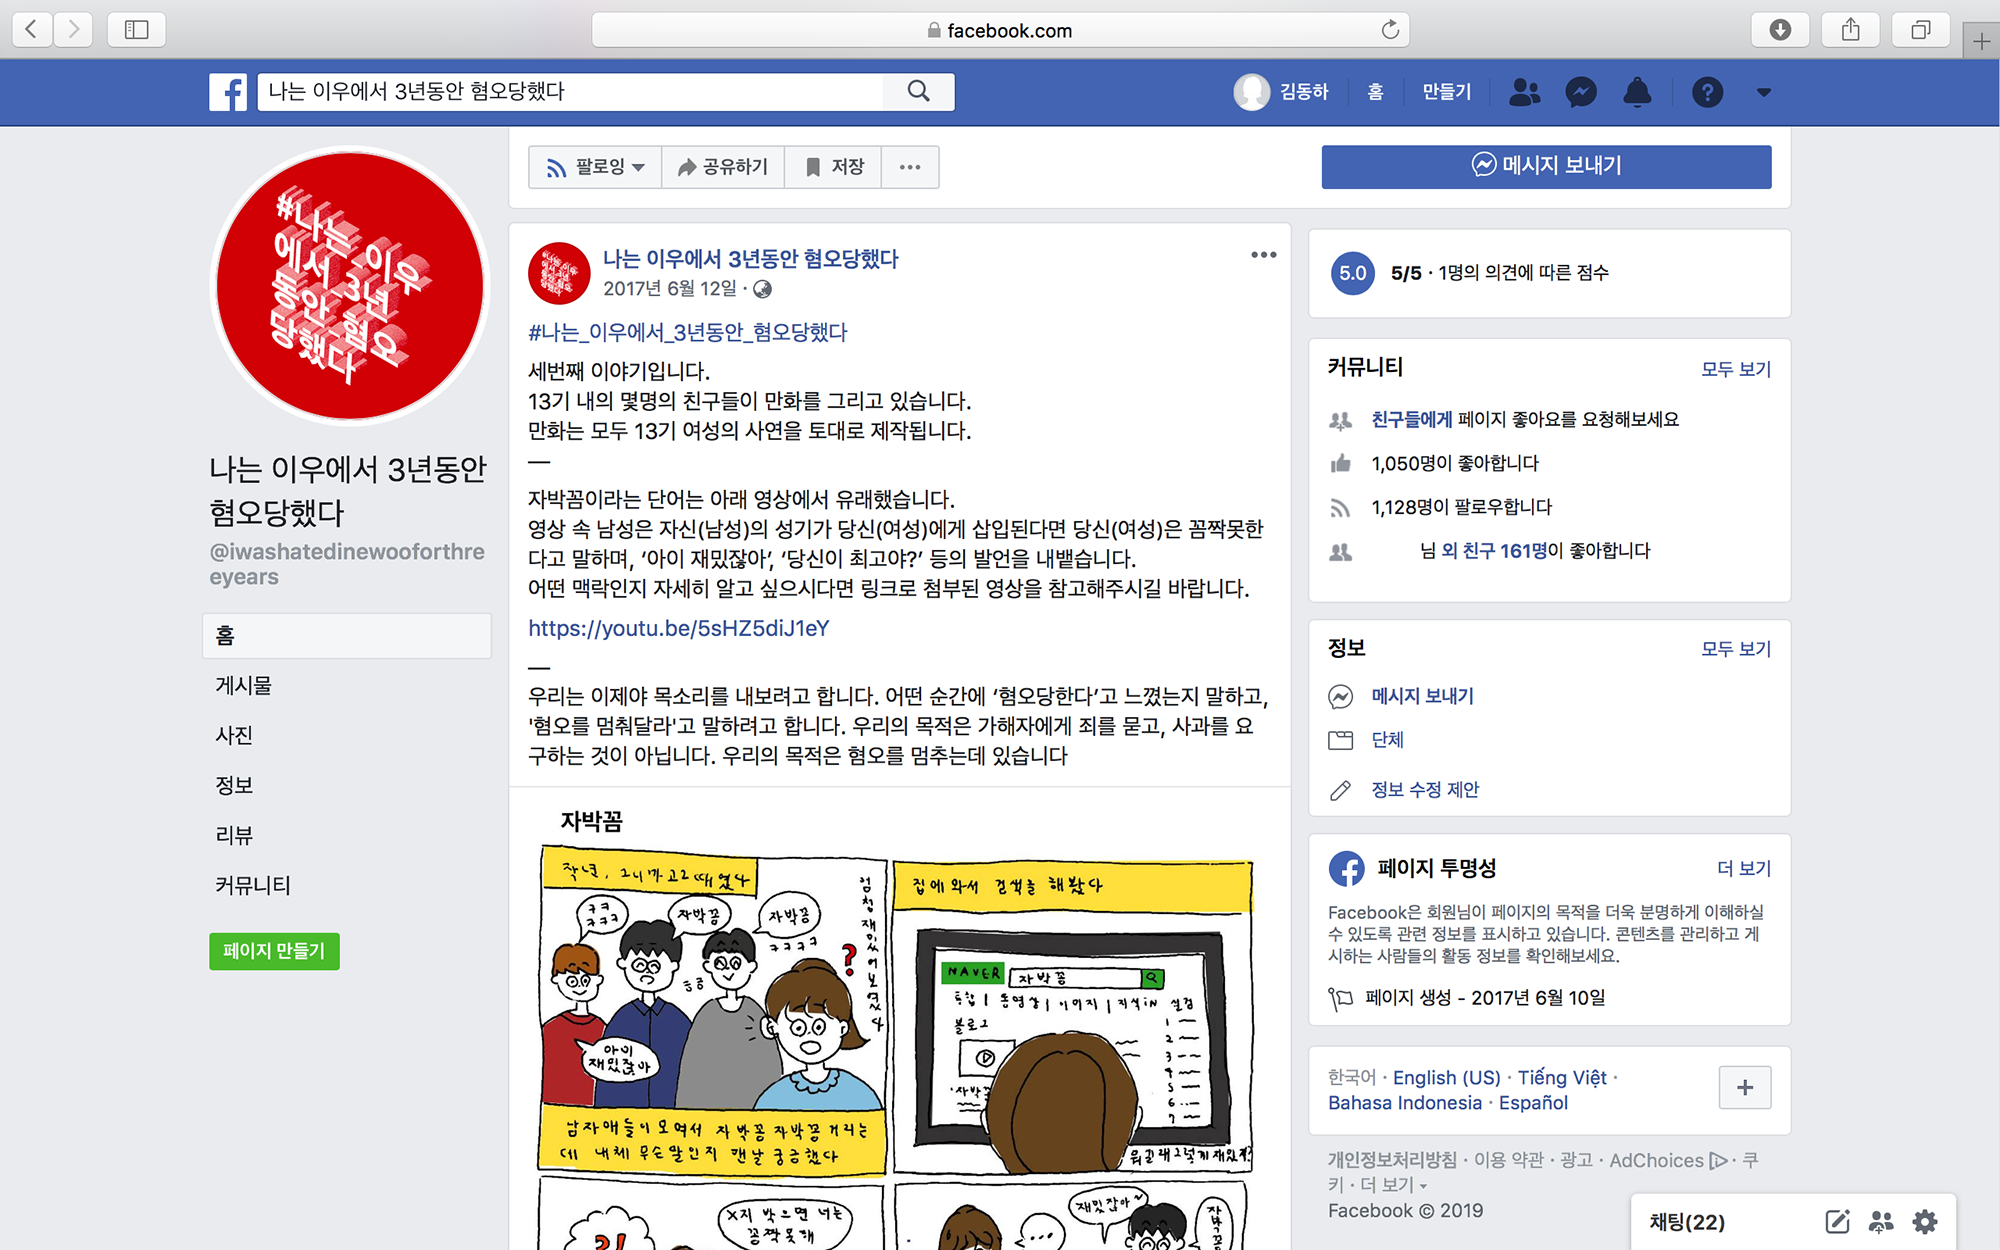 facebook.com
나는 이우에서 3년동안 혐오당했다
김동하
홈
만들기
#나는_이우
에서_3년
동안_혐오
당했다
나는 이우에서 3년동안
혐오당했다
@iwashatedinewooforthre
eyears
홈
게시물
사진
정보
리뷰
커뮤니티
페이지 만들기
팔로잉
공유하기
저장
메시지 보내기
나는 이우에서 3년동안 혐오당했다
2017년 6월 12일 ·
#나는_이우에서_3년동안_혐오당했다
세번째 이야기입니다.
13기 내의 몇명의 친구들이 만화를 그리고 있습니다.
만화는 모두 13기 여성의 사연을 토대로 제작됩니다.
—
자박꼼이라는 단어는 아래 영상에서 유래했습니다.
영상 속 남성은 자신(남성)의 성기가 당신(여성)에게 삽입된다면 당신(여성)은 꼼짝못한
다고 말하며, ‘아이 재밌잖아’, ‘당신이 최고야?’ 등의 발언을 내뱉습니다.
어떤 맥락인지 자세히 알고 싶으시다면 링크로 첨부된 영상을 참고해주시길 바랍니다.
https://youtu.be/5sHZ5diJ1eY
—
우리는 이제야 목소리를 내보려고 합니다. 어떤 순간에 ‘혐오당한다’고 느꼈는지 말하고,
'혐오를 멈춰달라'고 말하려고 합니다. 우리의 목적은 가해자에게 죄를 묻고, 사과를 요
구하는 것이 아닙니다. 우리의 목적은 혐오를 멈추는데 있습니다
자박꼼
작년, 그니까 고2때였다
ㅋㅋ
ㅋㅋㅋ
자박꼼
자박꼼
ㅋㅋㅋㅋ
엄청 재밌어보였다
?
아이
재밌잖아
남자애들이 모여서 자박꼼 자박꼼 거리는
데 대체 무슨말인지 맨날 궁금했다
집에 와서 검색을 해봤다
NAVER
자박꼼
통합 | 동영상 | 이미지 | 지식iN
블로그
1
2
3
4
5
6
7
뭐길래 그렇게 재밌지?
X지 박으면 너는
꼼짝못해
?!
...
재밌잖아~
자박꼼
5.0
5/5 · 1명의 의견에 따른 점수
커뮤니티
모두 보기
친구들에게 페이지 좋아요를 요청해보세요
1,050명이 좋아합니다
1,128명이 팔로우합니다
님 외 친구 161명이 좋아합니다
정보
모두 보기
메시지 보내기
단체
정보 수정 제안
페이지 투명성
더 보기
Facebook은 회원님이 페이지의 목적을 더욱 분명하게 이해하실
수 있도록 관련 정보를 표시하고 있습니다. 콘텐츠를 관리하고 게
시하는 사람들의 활동 정보를 확인해보세요.
페이지 생성 - 2017년 6월 10일
한국어 · English (US) · Tiếng Việt ·
Bahasa Indonesia · Español
개인정보처리방침 · 이용 약관 · 광고 · AdChoices · 쿠
키 · 더 보기
Facebook © 2019
채팅(22)